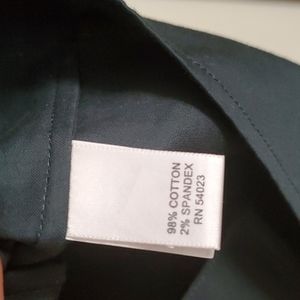 98% COTTON
2% SPANDEX
RN 54023